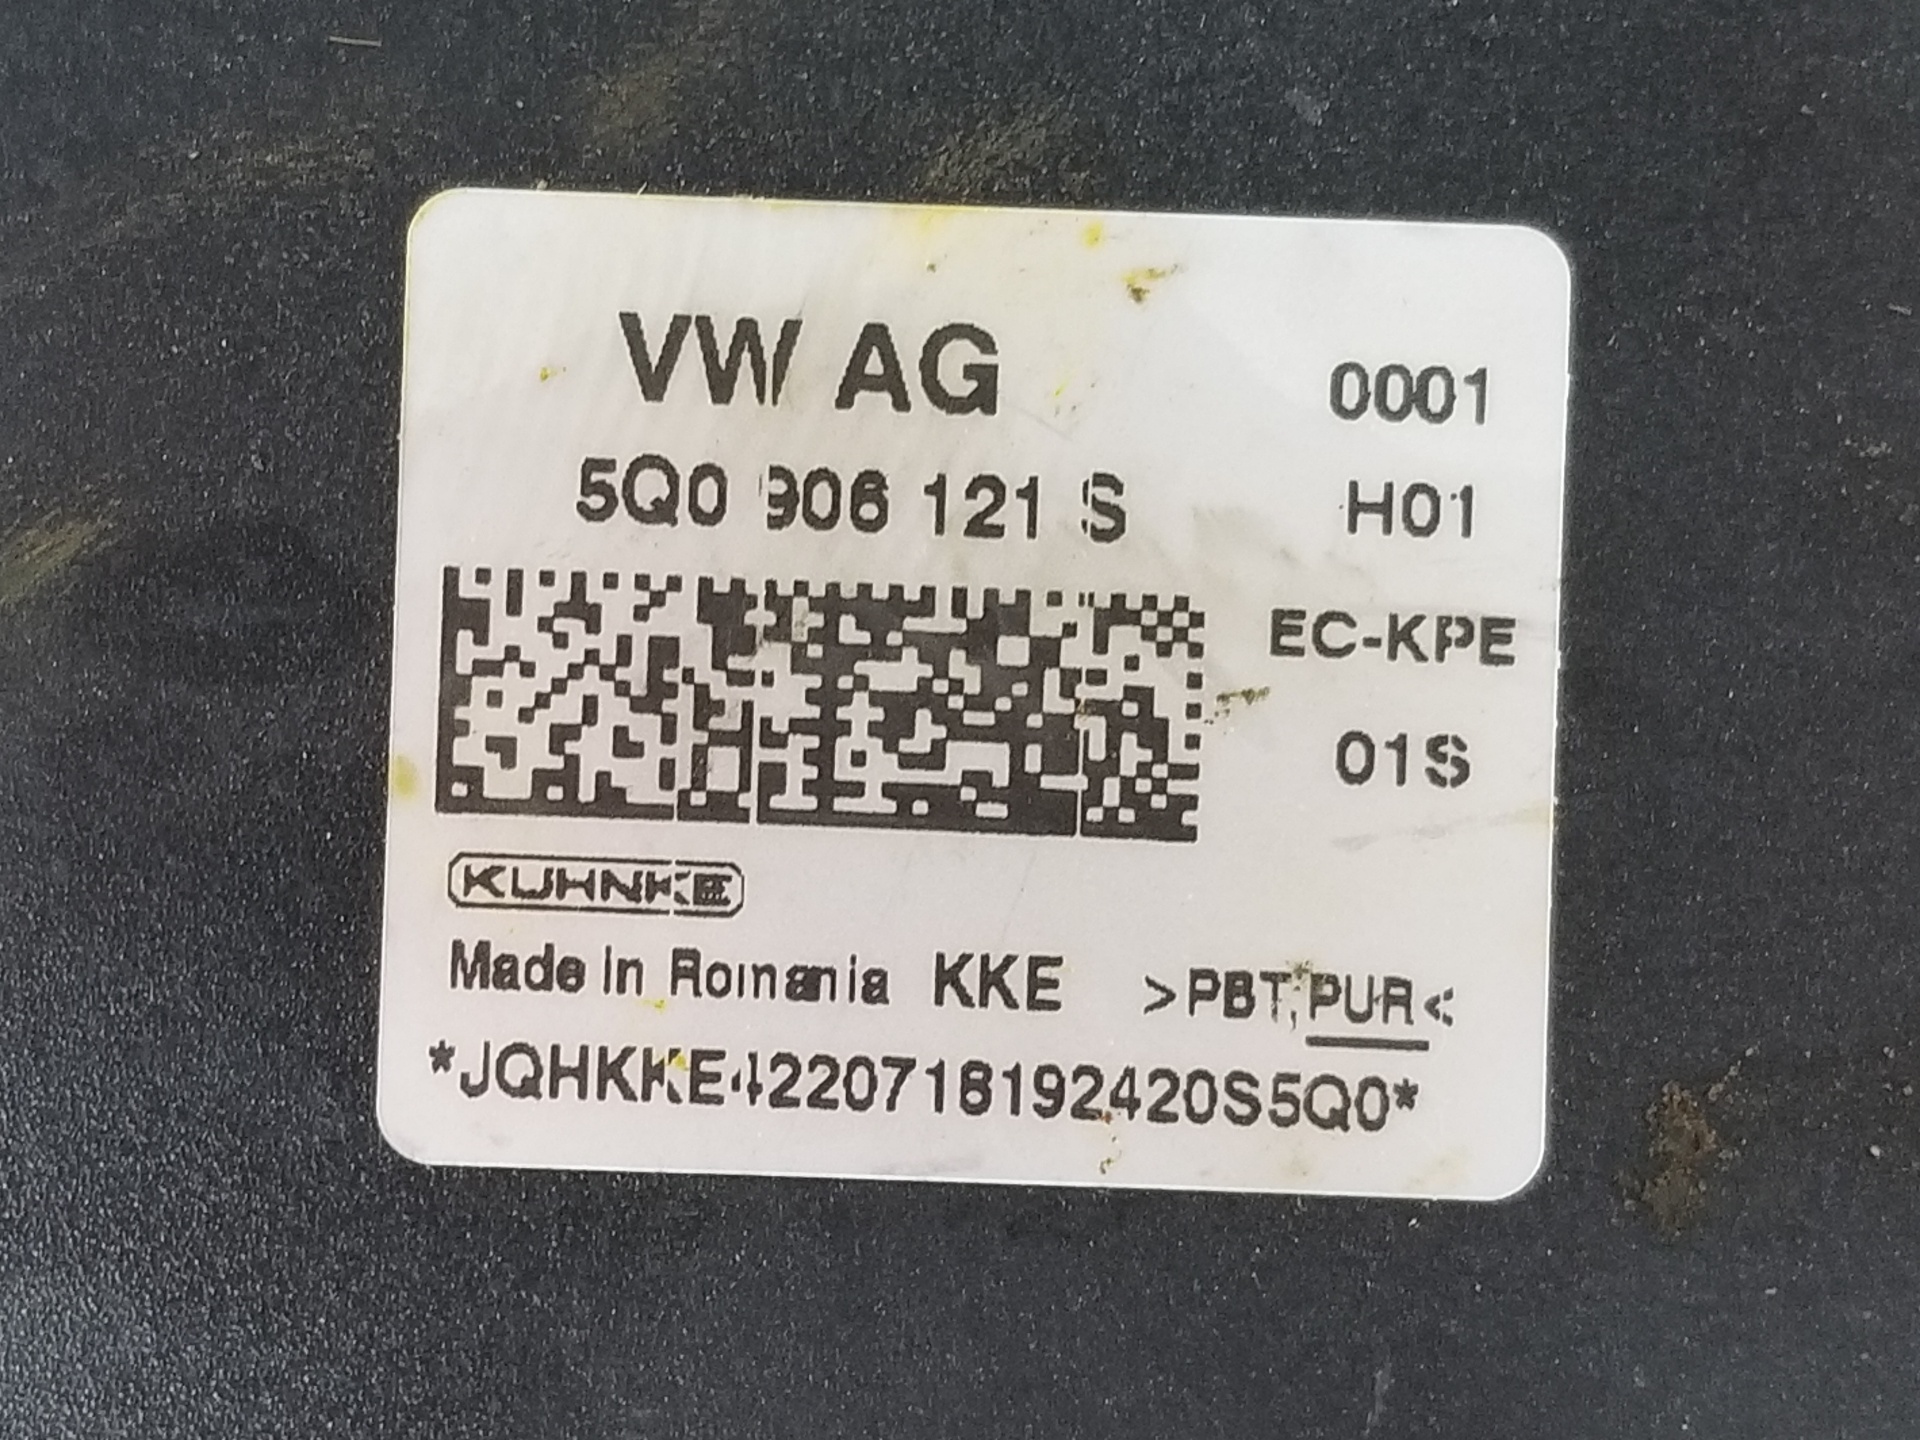 VW AG 0001
5Q0 906 121 S H01
EC-KPE
01S
KUHNKE
Made in Romania KKE >PBT,PUR<
*JQHKKE4220718192420S5Q0*